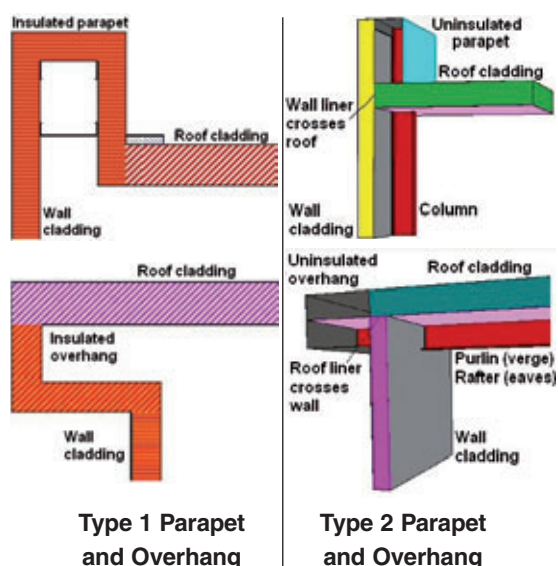 Insulated parapet
Roof cladding
Wall
cladding
Roof cladding
Insulated
overhang
Wall
cladding
Type 1 Parapet
and Overhang
Uninsulated
parapet
Roof cladding
Wall liner
crosses
roof
Wall
cladding
Column
Uninsulated
overhang
Roof cladding
Roof liner
crosses
wall
Purlin (verge)
Rafter (eaves)
Wall
cladding
Type 2 Parapet
and Overhang